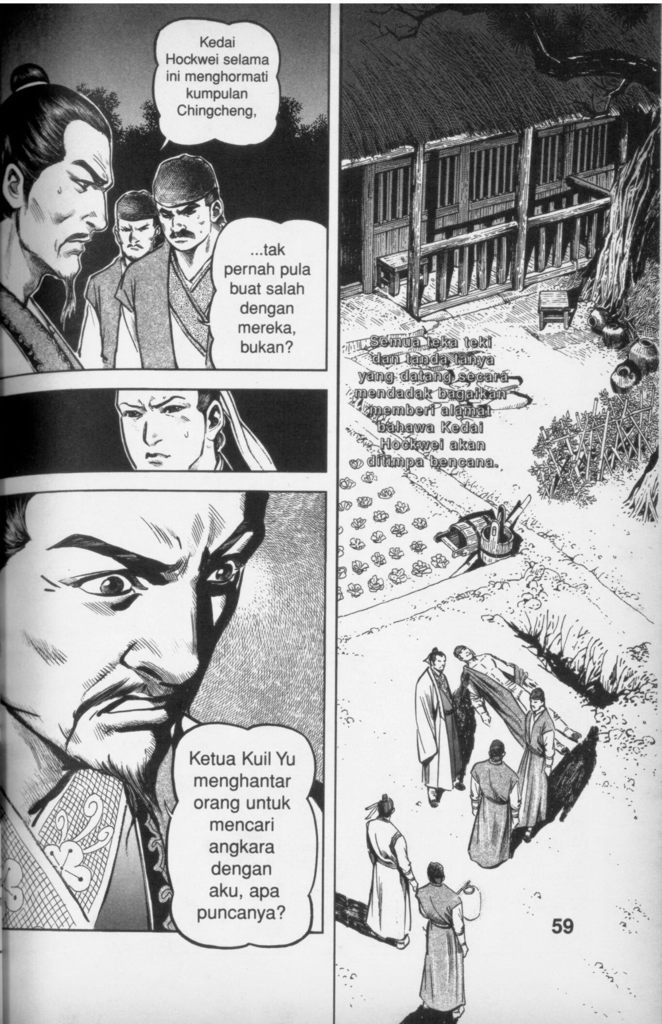 Kedai
Hockwei selama
ini menghormati
kumpulan
Chingcheng,
...tak
pernah pula
buat salah
dengan
mereka,
bukan?
Ketua Kuil Yu
menghantar
orang untuk
mencari
angkara
dengan
aku, apa
puncanya?
Semua teka teki
dan tanda tanya
yang datang secara
mendadak bagaikan
memberi alamat
bahawa Kedai
Hockwei akan
ditimpa bencana.
59